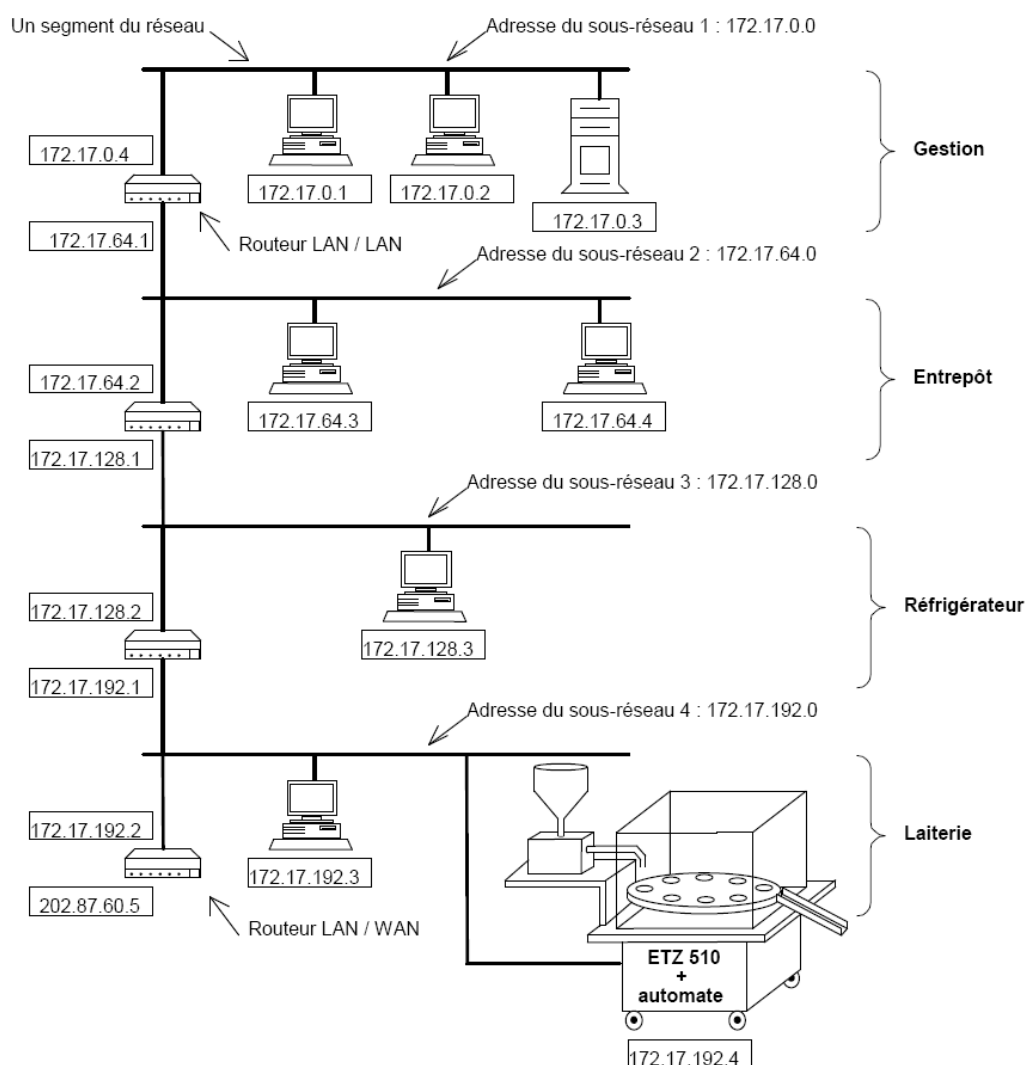 Un segment du réseau
Adresse du sous-réseau 1 : 172.17.0.0
172.17.0.4
172.17.0.1
172.17.0.2
172.17.0.3
Gestion
172.17.64.1
Routeur LAN / LAN
Adresse du sous-réseau 2 : 172.17.64.0
172.17.64.2
172.17.64.3
172.17.64.4
Entrepôt
172.17.128.1
Adresse du sous-réseau 3 : 172.17.128.0
172.17.128.2
172.17.128.3
Réfrigérateur
172.17.192.1
Adresse du sous-réseau 4 : 172.17.192.0
172.17.192.2
172.17.192.3
Laiterie
202.87.60.5
Routeur LAN / WAN
ETZ 510
+
automate
172.17.192.4